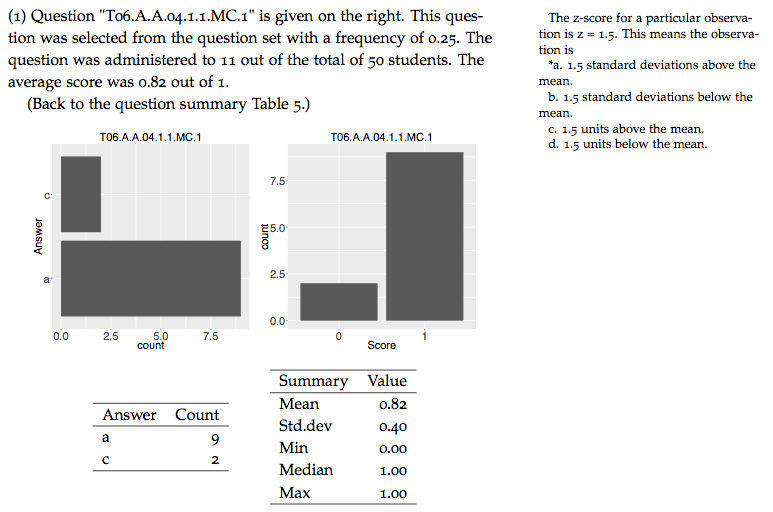 (1) Question "T06.A.A.04.1.1.MC.1" is given on the right. This ques-
tion was selected from the question set with a frequency of 0.25. The
question was administered to 11 out of the total of 50 students. The
average score was 0.82 out of 1.
(Back to the question summary Table 5.)
The z-score for a particular observa-
tion is z = 1.5. This means the observa-
tion is
*a. 1.5 standard deviations above the
mean.
b. 1.5 standard deviations below the
mean.
c. 1.5 units above the mean.
d. 1.5 units below the mean.
T06.A.A.04.1.1.MC.1
Answer
c
a
0.0 2.5 5.0 7.5
count
T06.A.A.04.1.1.MC.1
count
7.5
5.0
2.5
0.0
0 1
Score
Answer Count
a 9
c 2
Summary Value
Mean 0.82
Std.dev 0.40
Min 0.00
Median 1.00
Max 1.00